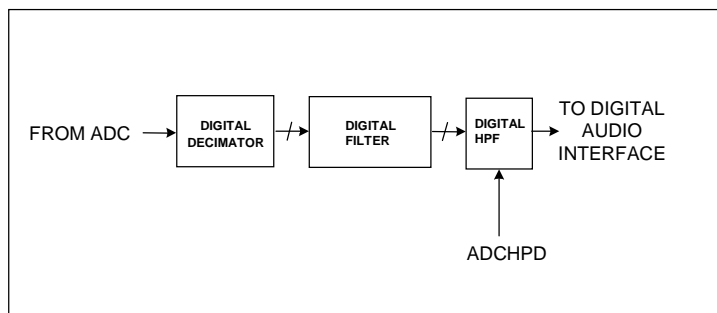 FROM ADC
DIGITAL
DECIMATOR
DIGITAL
FILTER
DIGITAL
HPF
TO DIGITAL
AUDIO
INTERFACE
ADCHPD